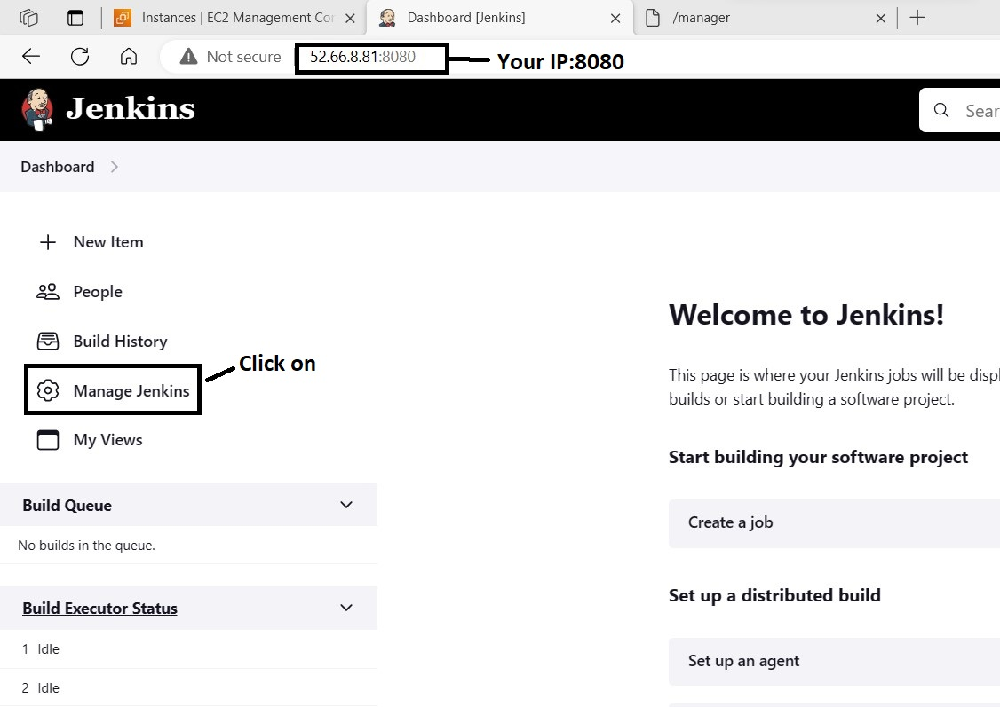 Instances | EC2 Management Con
Dashboard [Jenkins]
/manager
Not secure
52.66.8.81:8080
Your IP:8080
Jenkins
Sear
Dashboard
New Item
People
Build History
Click on
Manage Jenkins
My Views
Welcome to Jenkins!
This page is where your Jenkins jobs will be displ
builds or start building a software project.
Start building your software project
Build Queue
Create a job
No builds in the queue.
Set up a distributed build
Build Executor Status
1 Idle
Set up an agent
2 Idle